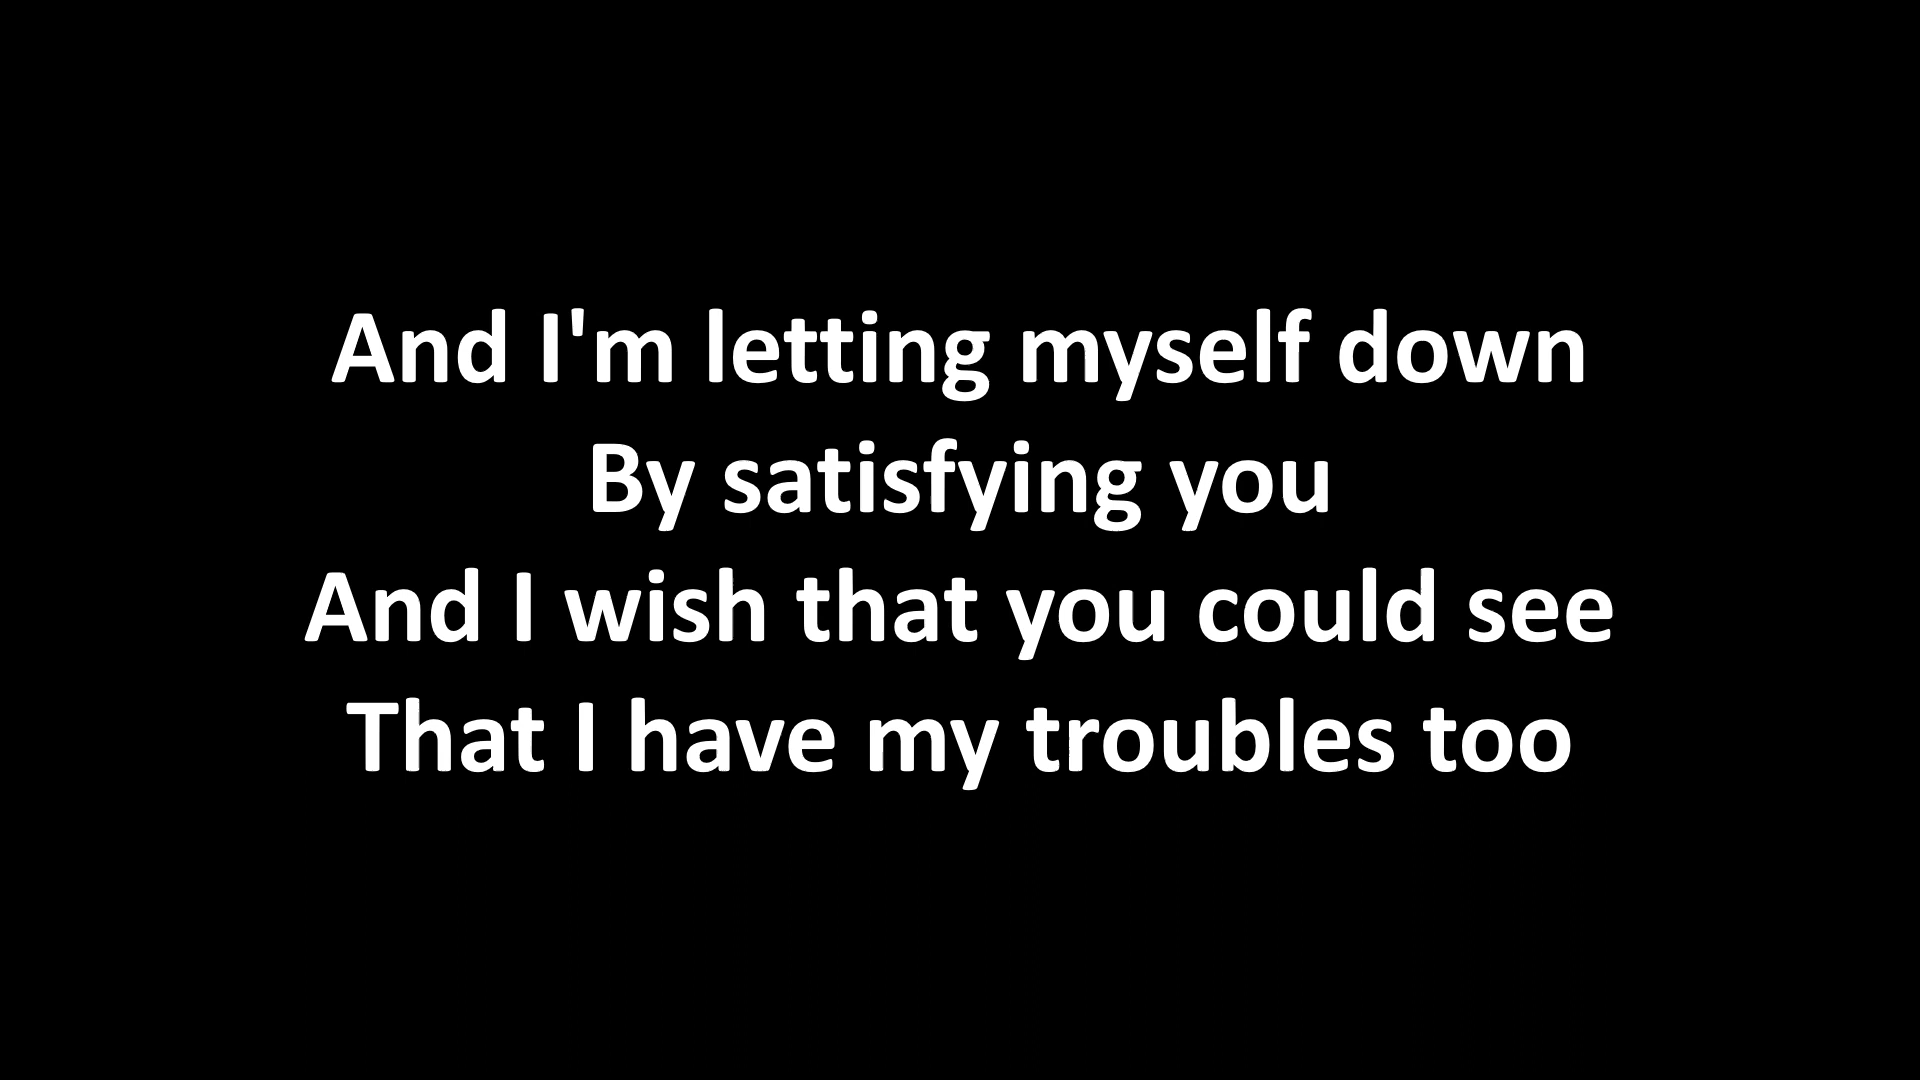 And I'm letting myself down
By satisfying you
And I wish that you could see
That I have my troubles too